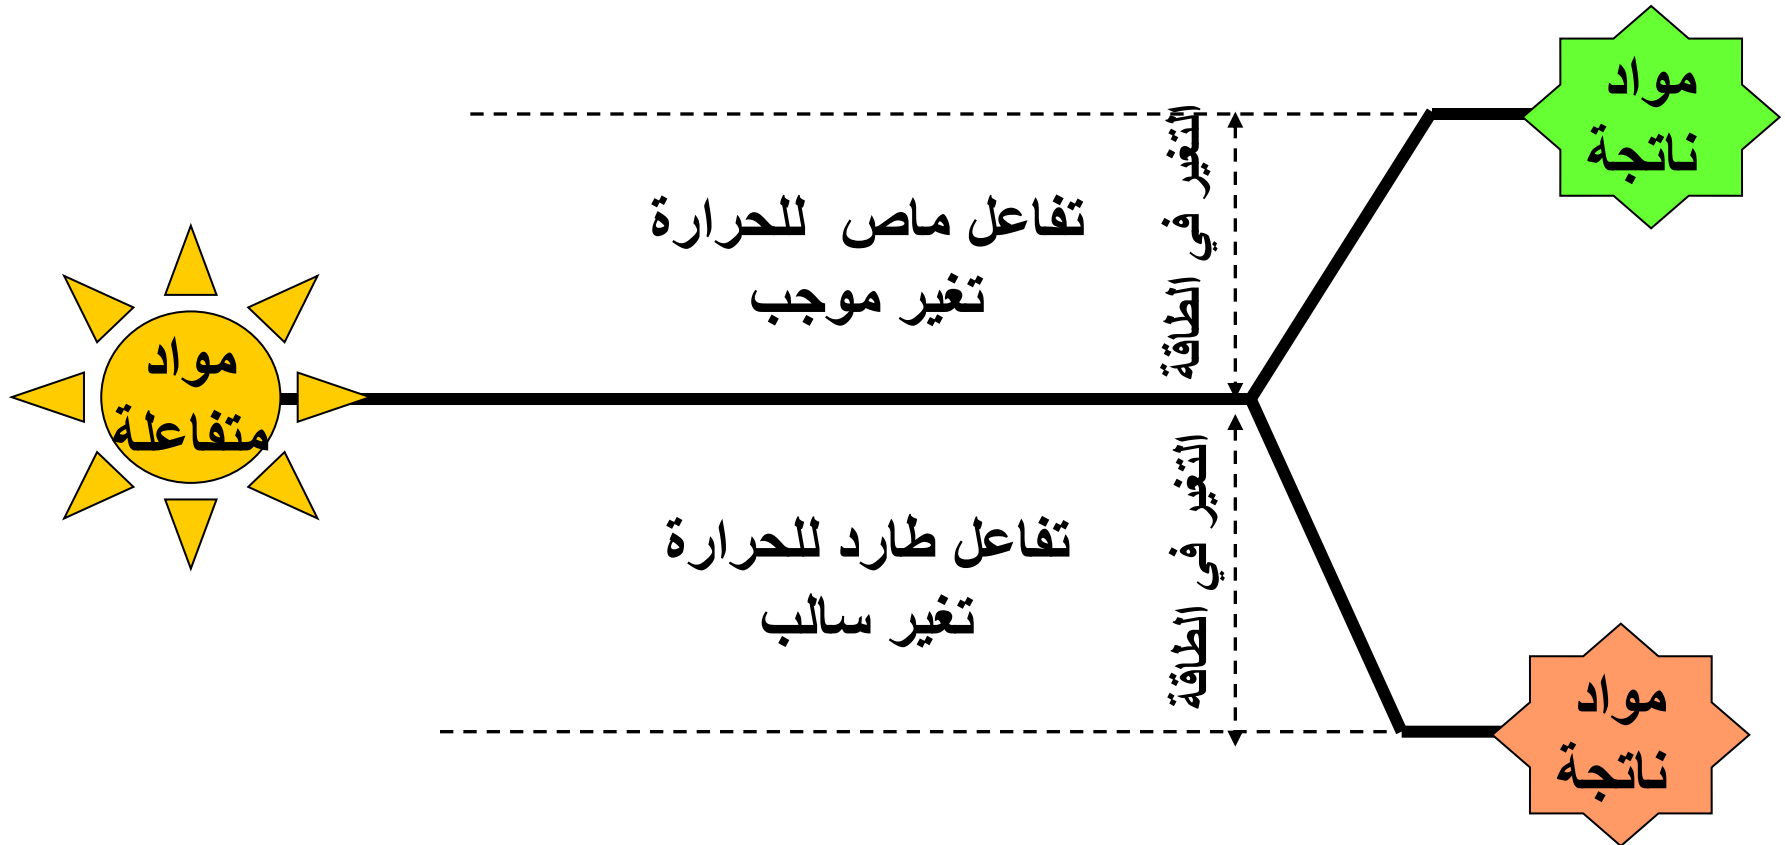 مواد
ناتجة
التغير في الطاقة
تفاعل ماص للحرارة
تغير موجب
مواد
متفاعلة
التغير في الطاقة
تفاعل طارد للحرارة
تغير سالب
مواد
ناتجة